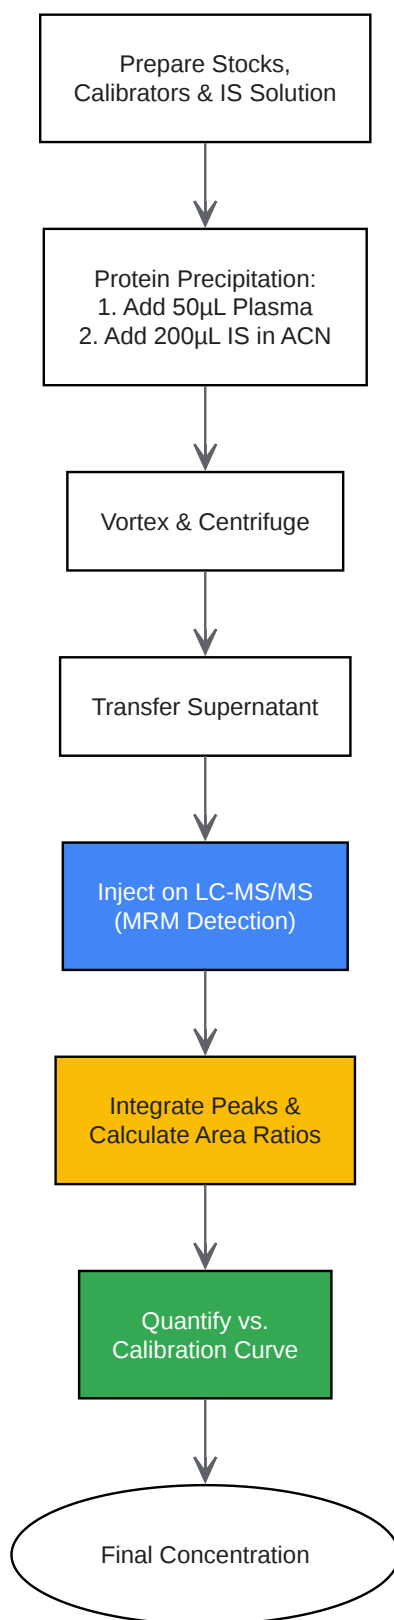 Prepare Stocks,
Calibrators & IS Solution
Protein Precipitation:
1. Add 50µL Plasma
2. Add 200µL IS in ACN
Vortex & Centrifuge
Transfer Supernatant
Inject on LC-MS/MS
(MRM Detection)
Integrate Peaks &
Calculate Area Ratios
Quantify vs.
Calibration Curve
Final Concentration